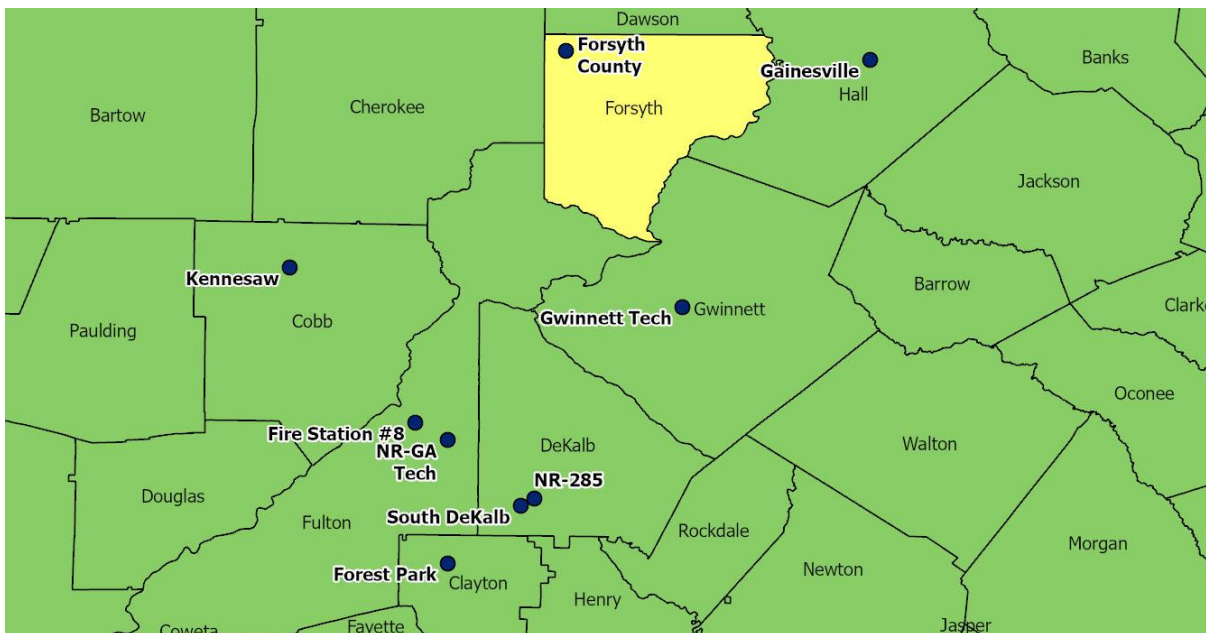 Dawson
Forsyth
County
Gainesville
Banks
Hall
Cherokee
Forsyth
Bartow
Jackson
Kennesaw
Barrow
Clarke
Gwinnett Tech
Gwinnett
Cobb
Paulding
Oconee
Fire Station #8
DeKalb
Walton
NR-GA
Tech
NR-285
Douglas
South DeKalb
Fulton
Rockdale
Morgan
Forest Park
Clayton
Newton
Henry
Coweta
Fayette
Jasper